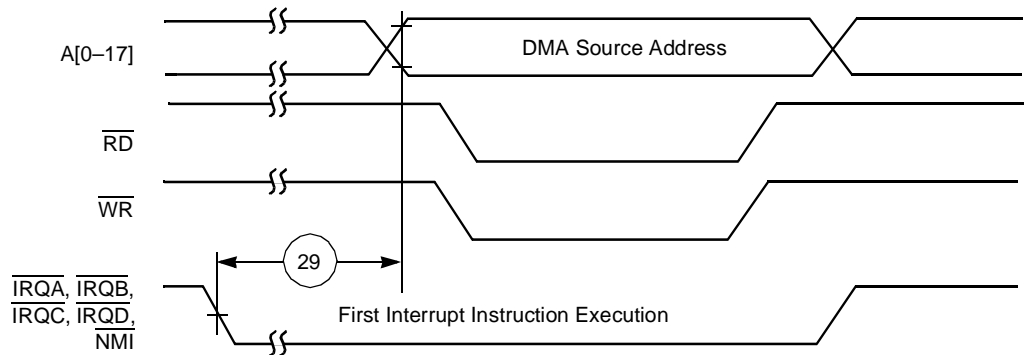 A[0–17]
DMA Source Address
RD
WR
29
IRQA, IRQB,
IRQC, IRQD,
NMI
First Interrupt Instruction Execution